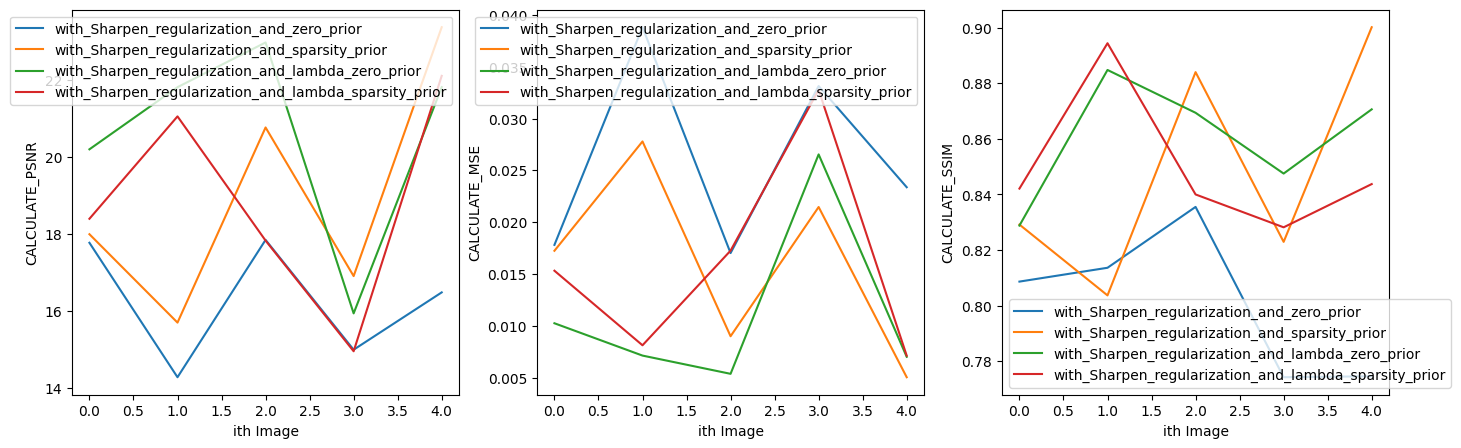 with_Sharpen_regularization_and_zero_prior
with_Sharpen_regularization_and_sparsity_prior
with_Sharpen_regularization_and_lambda_zero_prior
with_Sharpen_regularization_and_lambda_sparsity_prior
22
20
18
16
14
CALCULATE_PSNR
0.0 0.5 1.0 1.5 2.0 2.5 3.0 3.5 4.0
ith Image
0.040
with_Sharpen_regularization_and_zero_prior
with_Sharpen_regularization_and_sparsity_prior
0.035
with_Sharpen_regularization_and_lambda_zero_prior
with_Sharpen_regularization_and_lambda_sparsity_prior
0.030
0.025
0.020
0.015
0.010
0.005
CALCULATE_MSE
0.0 0.5 1.0 1.5 2.0 2.5 3.0 3.5 4.0
ith Image
0.90
0.88
0.86
0.84
0.82
0.80
0.78
CALCULATE_SSIM
with_Sharpen_regularization_and_zero_prior
with_Sharpen_regularization_and_sparsity_prior
with_Sharpen_regularization_and_lambda_zero_prior
with_Sharpen_regularization_and_lambda_sparsity_prior
0.0 0.5 1.0 1.5 2.0 2.5 3.0 3.5 4.0
ith Image